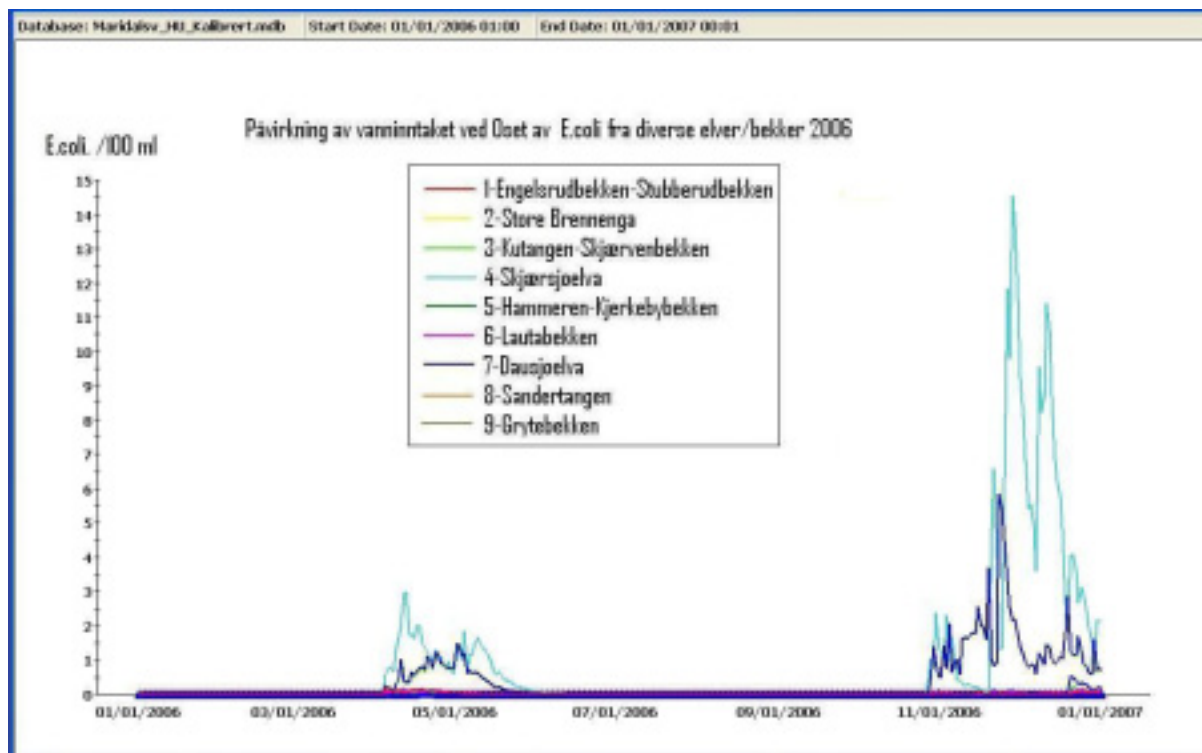 Database: Maridalsv_HU_Kalibrert.mdb Start Date: 01/01/2006 01:00 End Date: 01/01/2007 00:01
Påvirkning av vanninntaket ved Oset av E.coli fra diverse elver/bekker 2006
E.coli. /100 ml
1-Engelsrudbekken-Stubberudbekken
2-Store Brennenga
3-Kutangen-Skjærvenbekken
4-Skjærsjoelva
5-Hammeren-Kjerkebybekken
6-Lautabekken
7-Dausjoelva
8-Sandertangen
9-Grytebekken
15
14
13
12
11
10
9
8
7
6
5
4
3
2
1
0
01/01/2006 03/01/2006 05/01/2006 07/01/2006 09/01/2006 11/01/2006 01/01/2007